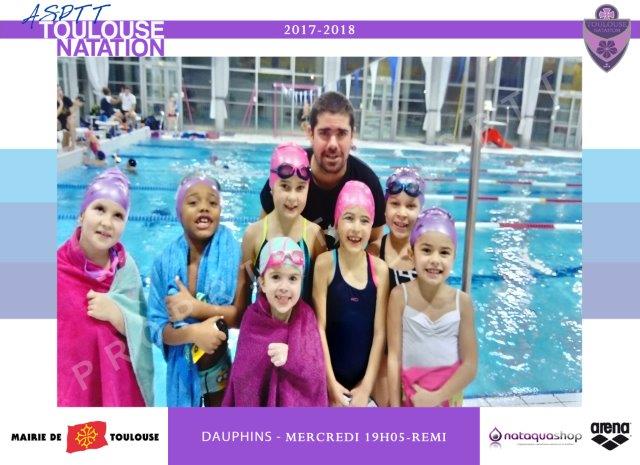 ASPTT
TOULOUSE
NATATION
2017-2018
TOULOUSE
NATATION
MAIRIE DE TOULOUSE
DAUPHINS - MERCREDI 19H05-REMI
nataquashop
arena